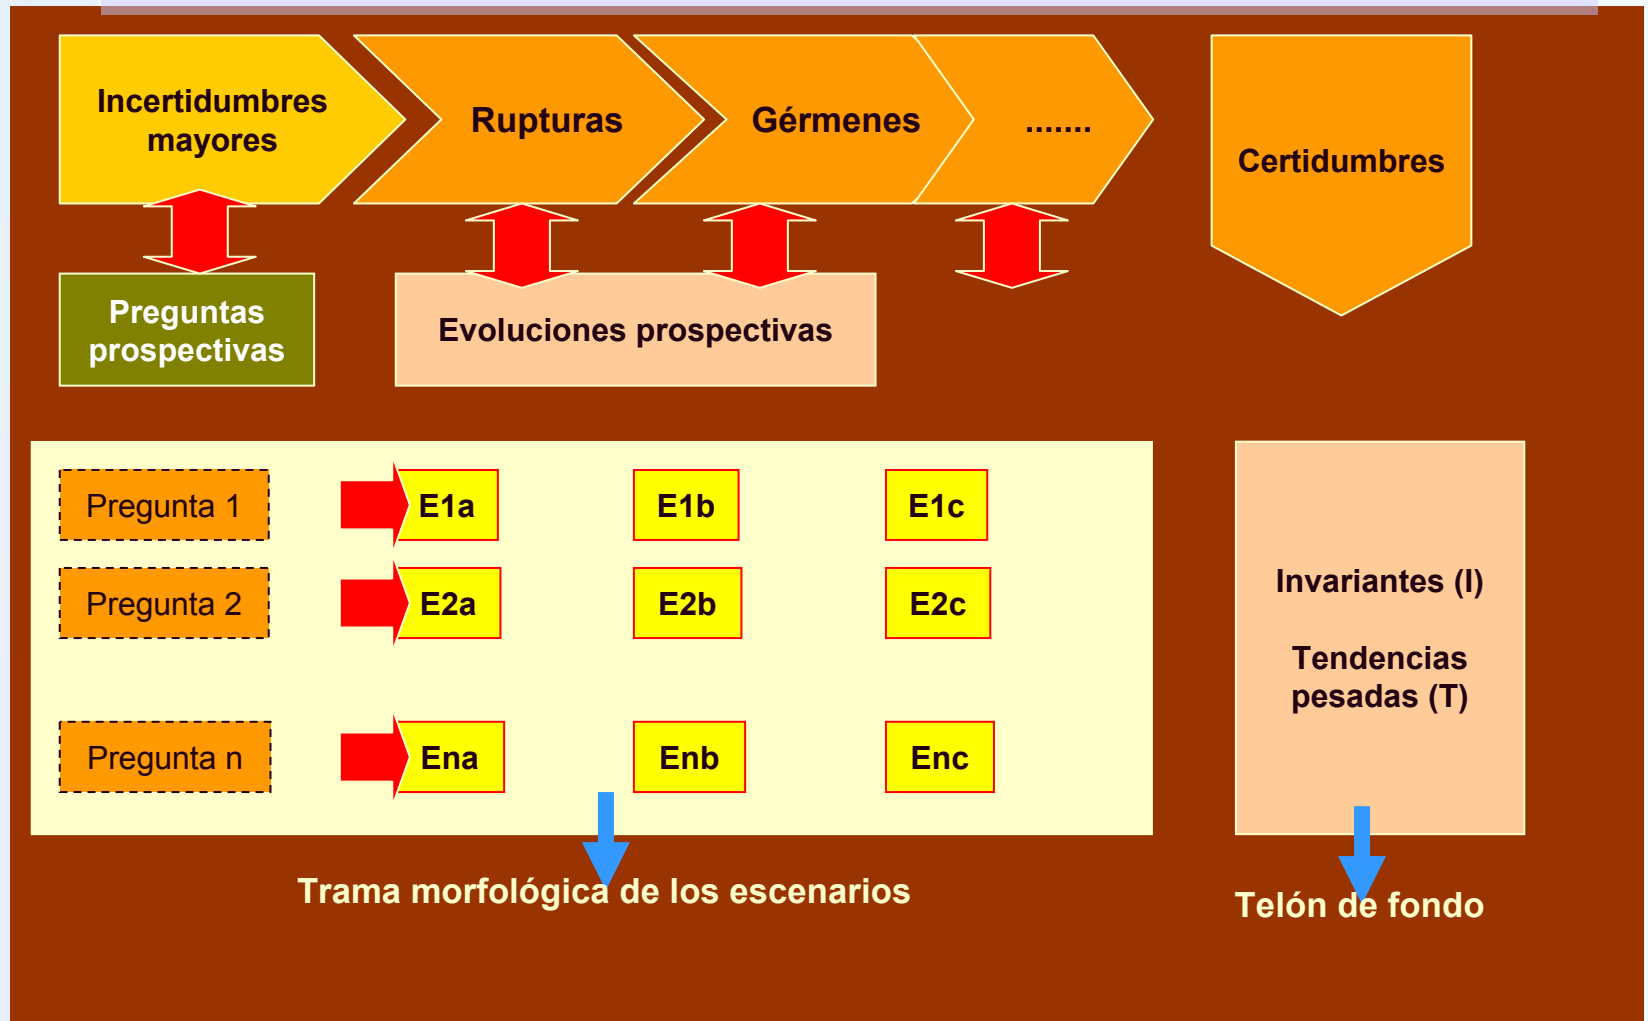 Incertidumbres
mayores
Rupturas
Gérmenes
.......
Certidumbres
Preguntas
prospectivas
Evoluciones prospectivas
Pregunta 1
E1a
E1b
E1c
Pregunta 2
E2a
E2b
E2c
Pregunta n
Ena
Enb
Enc
Invariantes (I)
Tendencias
pesadas (T)
Trama morfológica de los escenarios
Telón de fondo